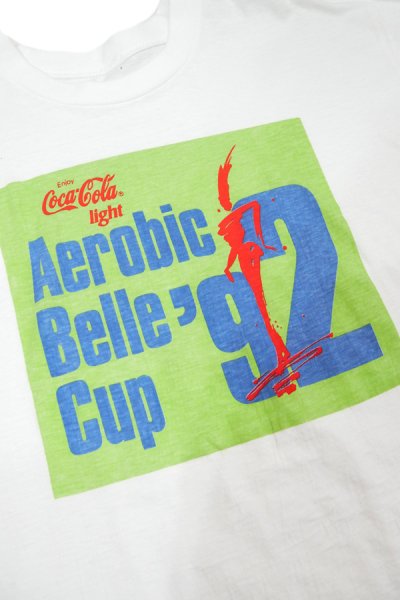 Enjoy
Coca-Cola®
light
Aerobic
Belle '92
Cup